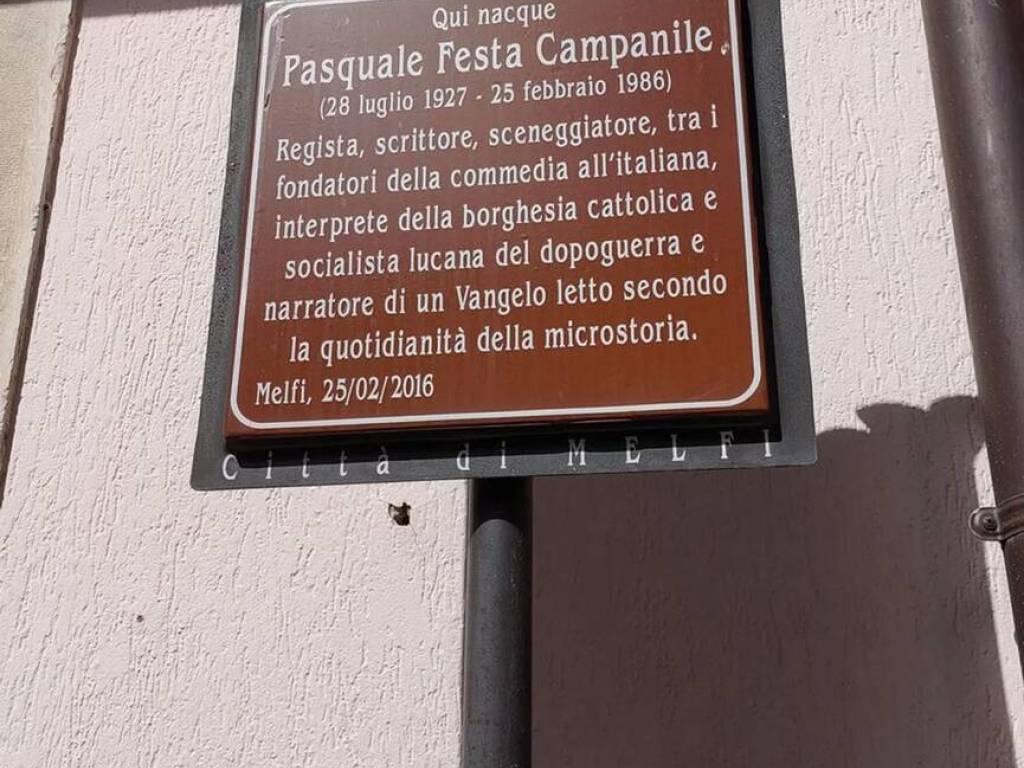 Qui nacque
Pasquale Festa Campanile
(28 luglio 1927 - 25 febbraio 1986)
Regista, scrittore, sceneggiatore, tra i
fondatori della commedia all'italiana,
interprete della borghesia cattolica e
socialista lucana del dopoguerra e
narratore di un Vangelo letto secondo
la quotidianità della microstoria.
Melfi, 25/02/2016
Città di MELFI